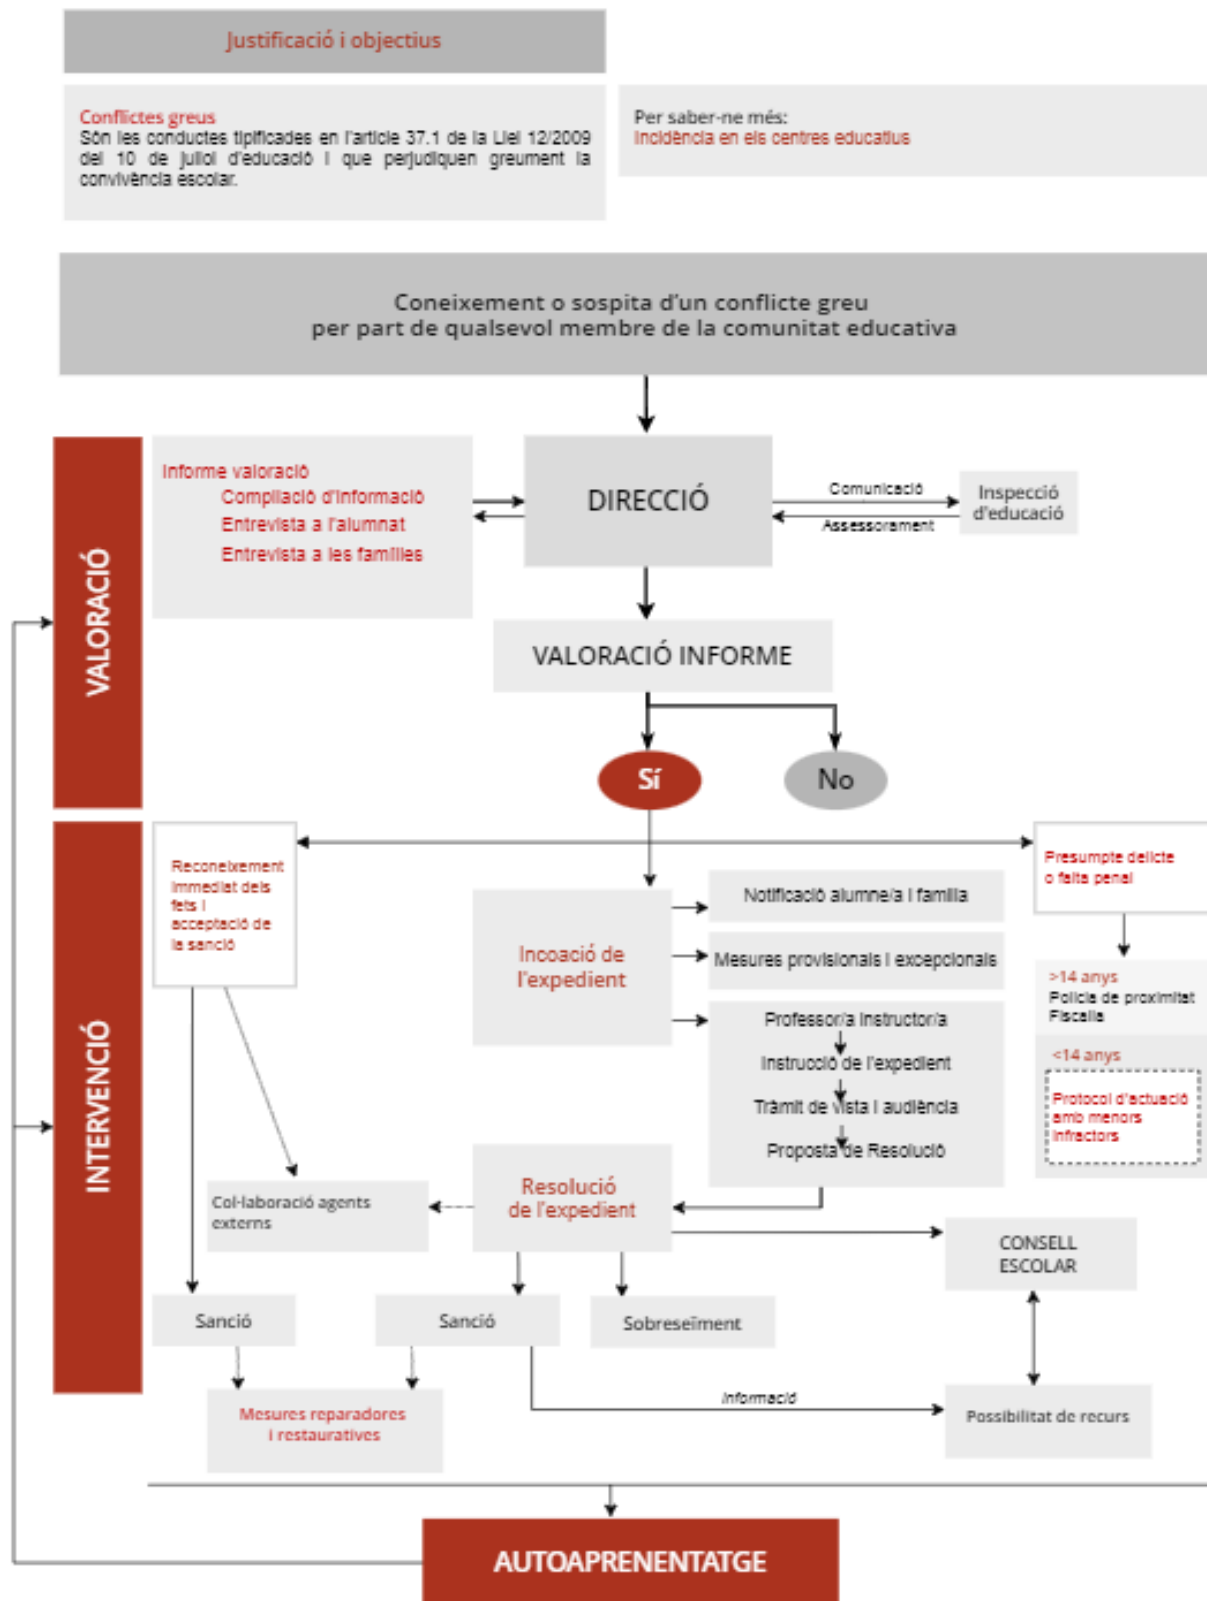 Justificació i objectius
Conflictes greus
Són les conductes tipificades en l'article 37.1 de la Llei 12/2009
del 10 de juliol d'educació i que perjudiquen greument la
convivència escolar.
Per saber-ne més:
Incidència en els centres educatius
Coneixement o sospita d'un conflicte greu
per part de qualsevol membre de la comunitat educativa
VALORACIÓ
Informe valoració
Compilació d'informació
Entrevista a l'alumnat
Entrevista a les famílies
DIRECCIÓ
Comunicació
Assessorament
Inspecció
d'educació
VALORACIÓ INFORME
Sí
No
INTERVENCIÓ
Reconeixement
immediat dels
fets i
acceptació de
la sanció
Incoació de
l'expedient
Notificació alumne/a i família
Mesures provisionals i excepcionals
Professor/a instructor/a
Instrucció de l'expedient
Tràmit de vista i audiència
Proposta de Resolució
Presumpte delicte
o falta penal
>14 anys
Policia de proximitat
Fiscalia
<14 anys
Protocol d'actuació
amb menors
infractors
Col·laboració agents
externs
Resolució
de l'expedient
CONSELL
ESCOLAR
Sanció
Sanció
Sobreseïment
Mesures reparadores
i restauratives
Informació
Possibilitat de recurs
AUTOAPRENENTATGE